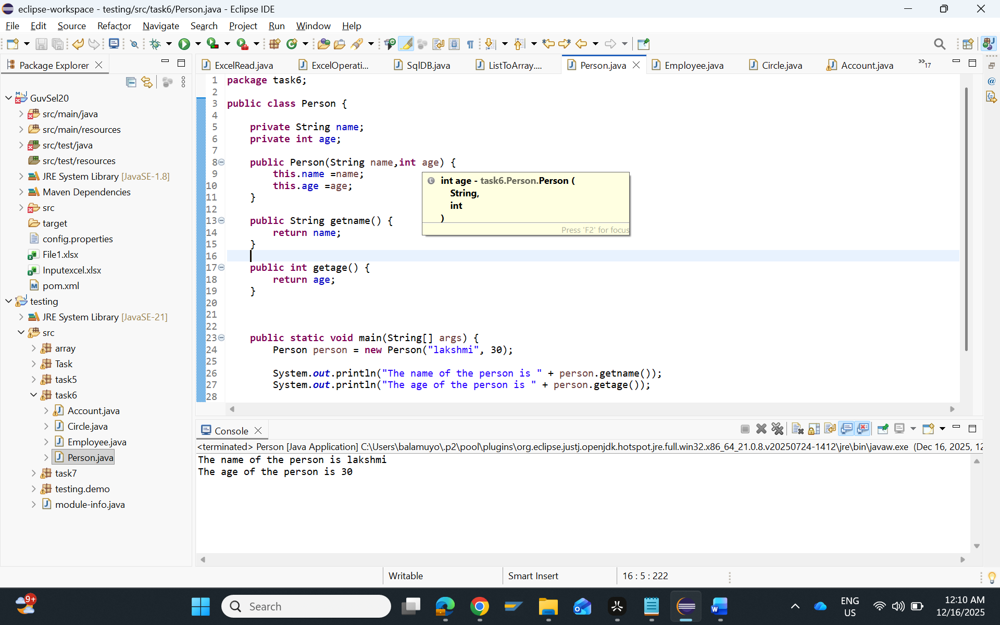 eclipse-workspace - testing/src/task6/Person.java - Eclipse IDE
File Edit Source Refactor Navigate Search Project Run Window Help
Package Explorer
GuvSel20
src/main/java
src/main/resources
src/test/java
src/test/resources
JRE System Library [JavaSE-1.8]
Maven Dependencies
src
target
config.properties
File1.xlsx
Inputexcel.xlsx
pom.xml
testing
JRE System Library [JavaSE-21]
src
array
Task
task5
task6
Account.java
Circle.java
Employee.java
Person.java
task7
testing.demo
module-info.java
ExcelRead.java ExcelOperati... SqlDB.java ListToArray.... Person.java Employee.java Circle.java Account.java »17
1 package task6;
2
3 public class Person {
4
5 private String name;
6 private int age;
7
8 public Person(String name,int age) {
9 this.name =name;
10 this.age =age;
11 }
12
13 public String getname() {
14 return name;
15 }
16
17 public int getage() {
18 return age;
19 }
20
21
22
23 public static void main(String[] args) {
24 Person person = new Person("lakshmi", 30);
25
26 System.out.println("The name of the person is " + person.getname());
27 System.out.println("The age of the person is " + person.getage());
28
int age - task6.Person.Person (
String,
int
)
Press 'F2' for focus
Console
<terminated> Person [Java Application] C:\Users\balamuyo\.p2\pool\plugins\org.eclipse.justj.openjdk.hotspot.jre.full.win32.x86_64_21.0.8.v20250724-1412\jre\bin\javaw.exe (Dec 16, 2025, 12
The name of the person is lakshmi
The age of the person is 30
Writable Smart Insert 16 : 5 : 222
9+
Search
ENG
US
12:10 AM
12/16/2025